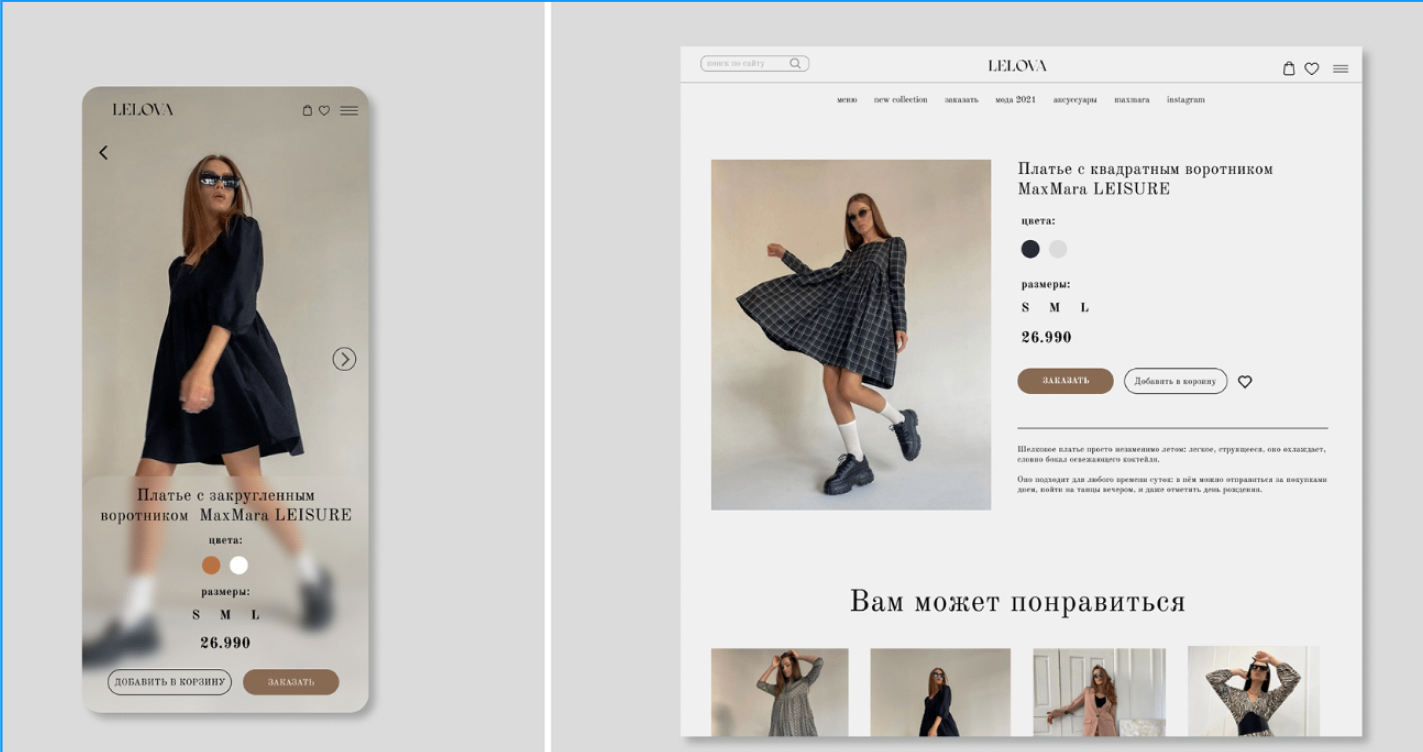 LELOVA
Платье с закругленным
воротником MaxMara LEISURE
цвета:
размеры:
S M L
26.990
ДОБАВИТЬ В КОРЗИНУ ЗАКАЗАТЬ
поиск по сайту LELOVA
меню new collection заказать мода 2021 аксуссуары maxmara instagram
Платье с квадратным воротником
MaxMara LEISURE
цвета:
размеры:
S M L
26.990
ЗАКАЗАТЬ Добавить в корзину
Шелковое платье просто незаменимо летом: легкое, струящееся, оно охлаждает,
словно бокал освежающего коктейля.
Оно подходит для любого времени суток: в нём можно отправиться за покупками
днем, пойти на танцы вечером, и даже отметить день рождения.
Вам может понравиться